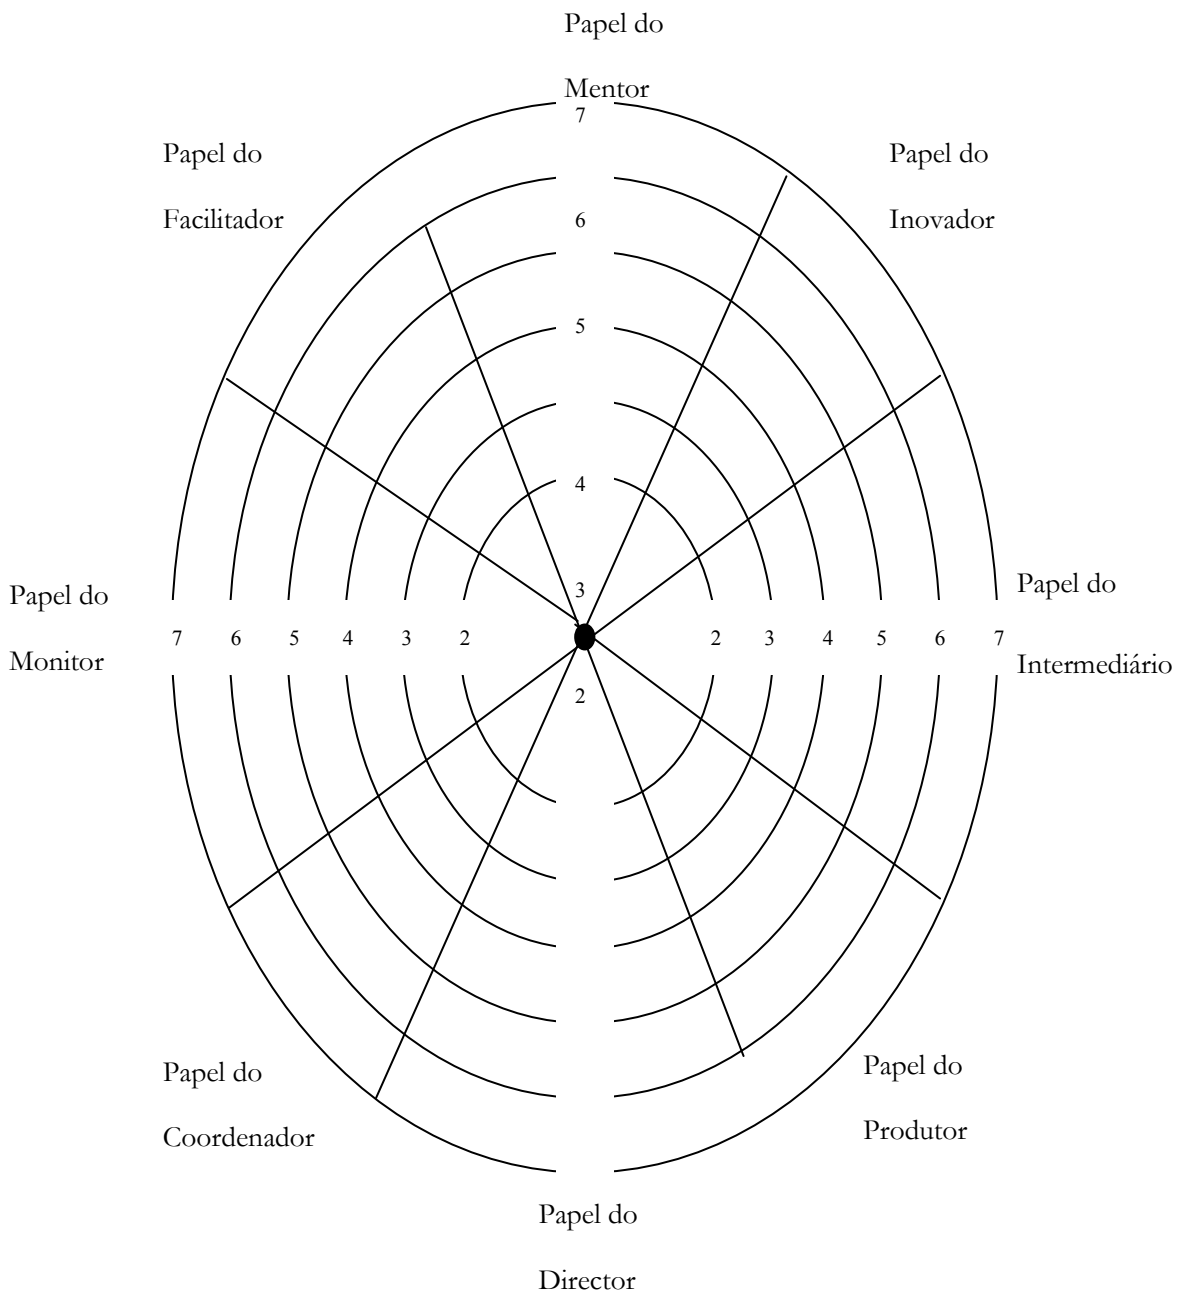 Papel do
Mentor
7
Papel do
Facilitador
Papel do
Inovador
6
5
4
3
Papel do
Monitor
7 6 5 4 3 2 2 3 4 5 6 7
Papel do
Intermediário
2
Papel do
Coordenador
Papel do
Produtor
Papel do
Director